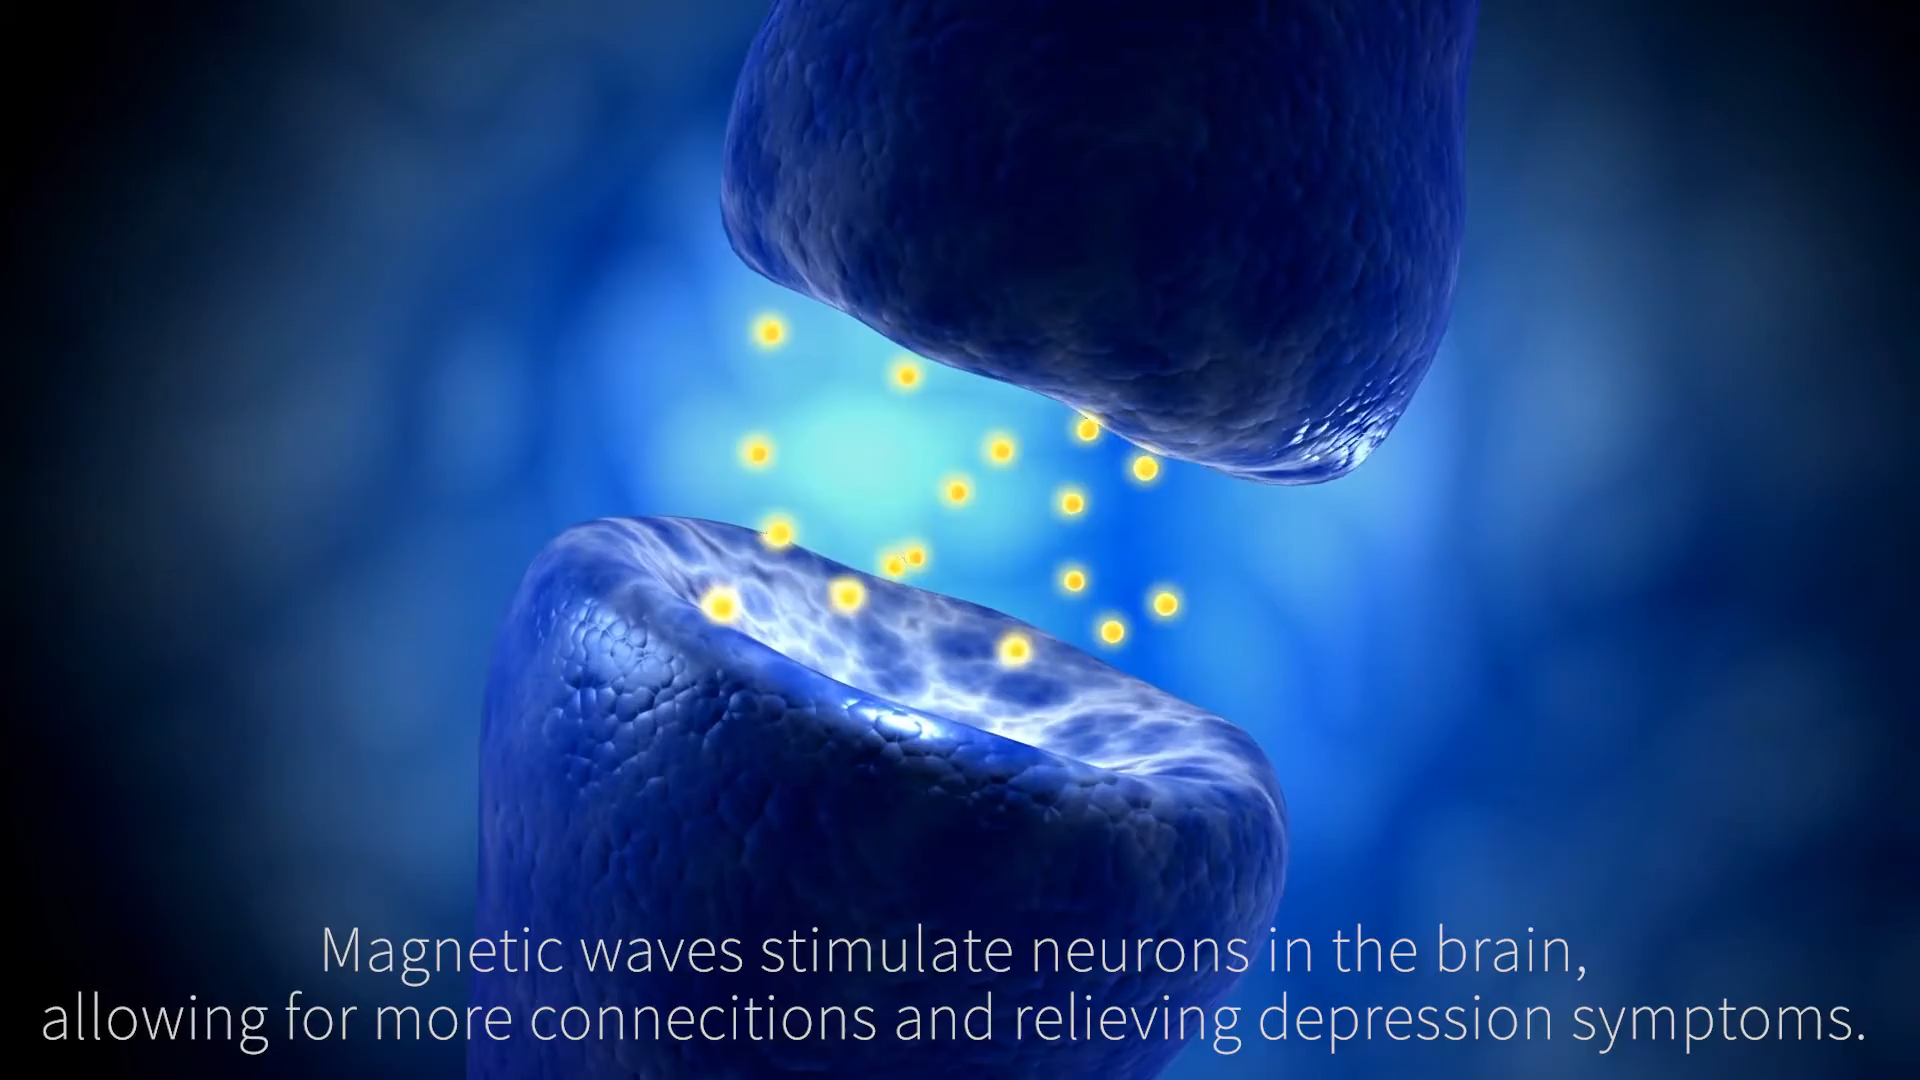 Magnetic waves stimulate neurons in the brain,
allowing for more connecitions and relieving depression symptoms.